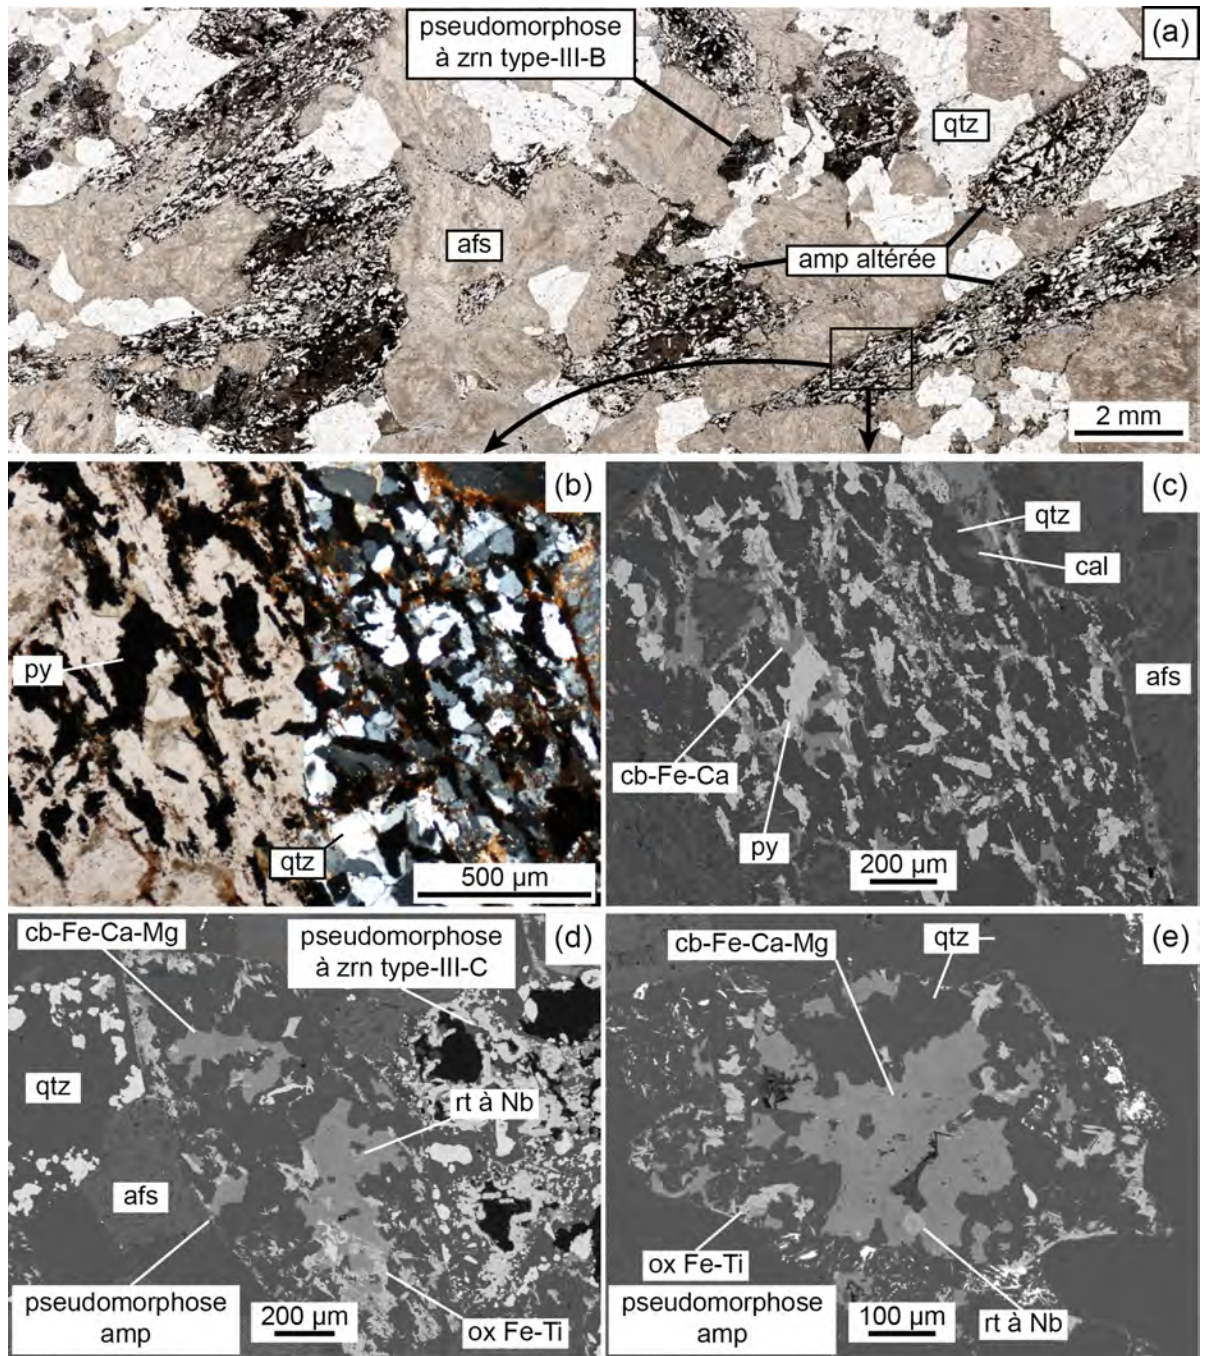 (a)
pseudomorphose
à zrn type-III-B
qtz
afs
amp altérée
2 mm
(b)
py
qtz
500 µm
(c)
qtz
cal
afs
cb-Fe-Ca
py
200 µm
(d)
cb-Fe-Ca-Mg
pseudomorphose
à zrn type-III-C
qtz
rt à Nb
afs
pseudomorphose
amp
200 µm
ox Fe-Ti
(e)
cb-Fe-Ca-Mg
qtz
ox Fe-Ti
pseudomorphose
amp
100 µm
rt à Nb